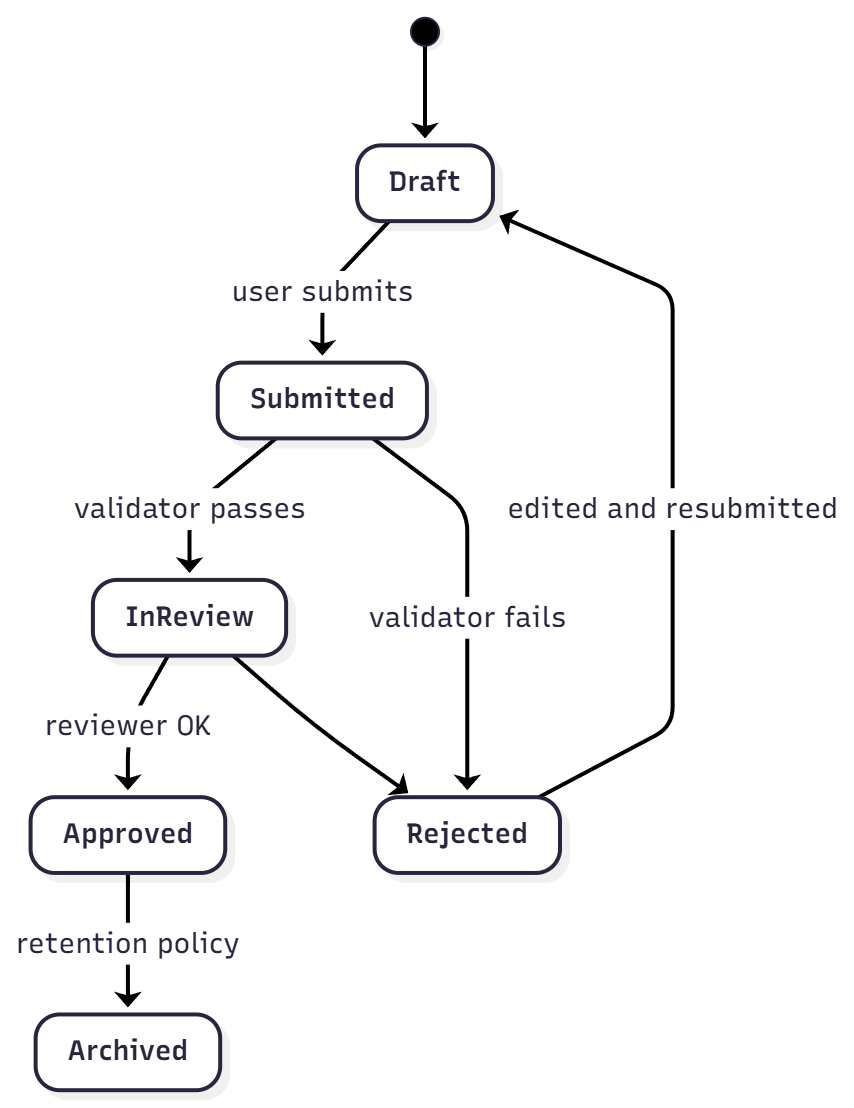 Draft
user submits
Submitted
validator passes
edited and resubmitted
InReview
validator fails
reviewer OK
Approved
Rejected
retention policy
Archived